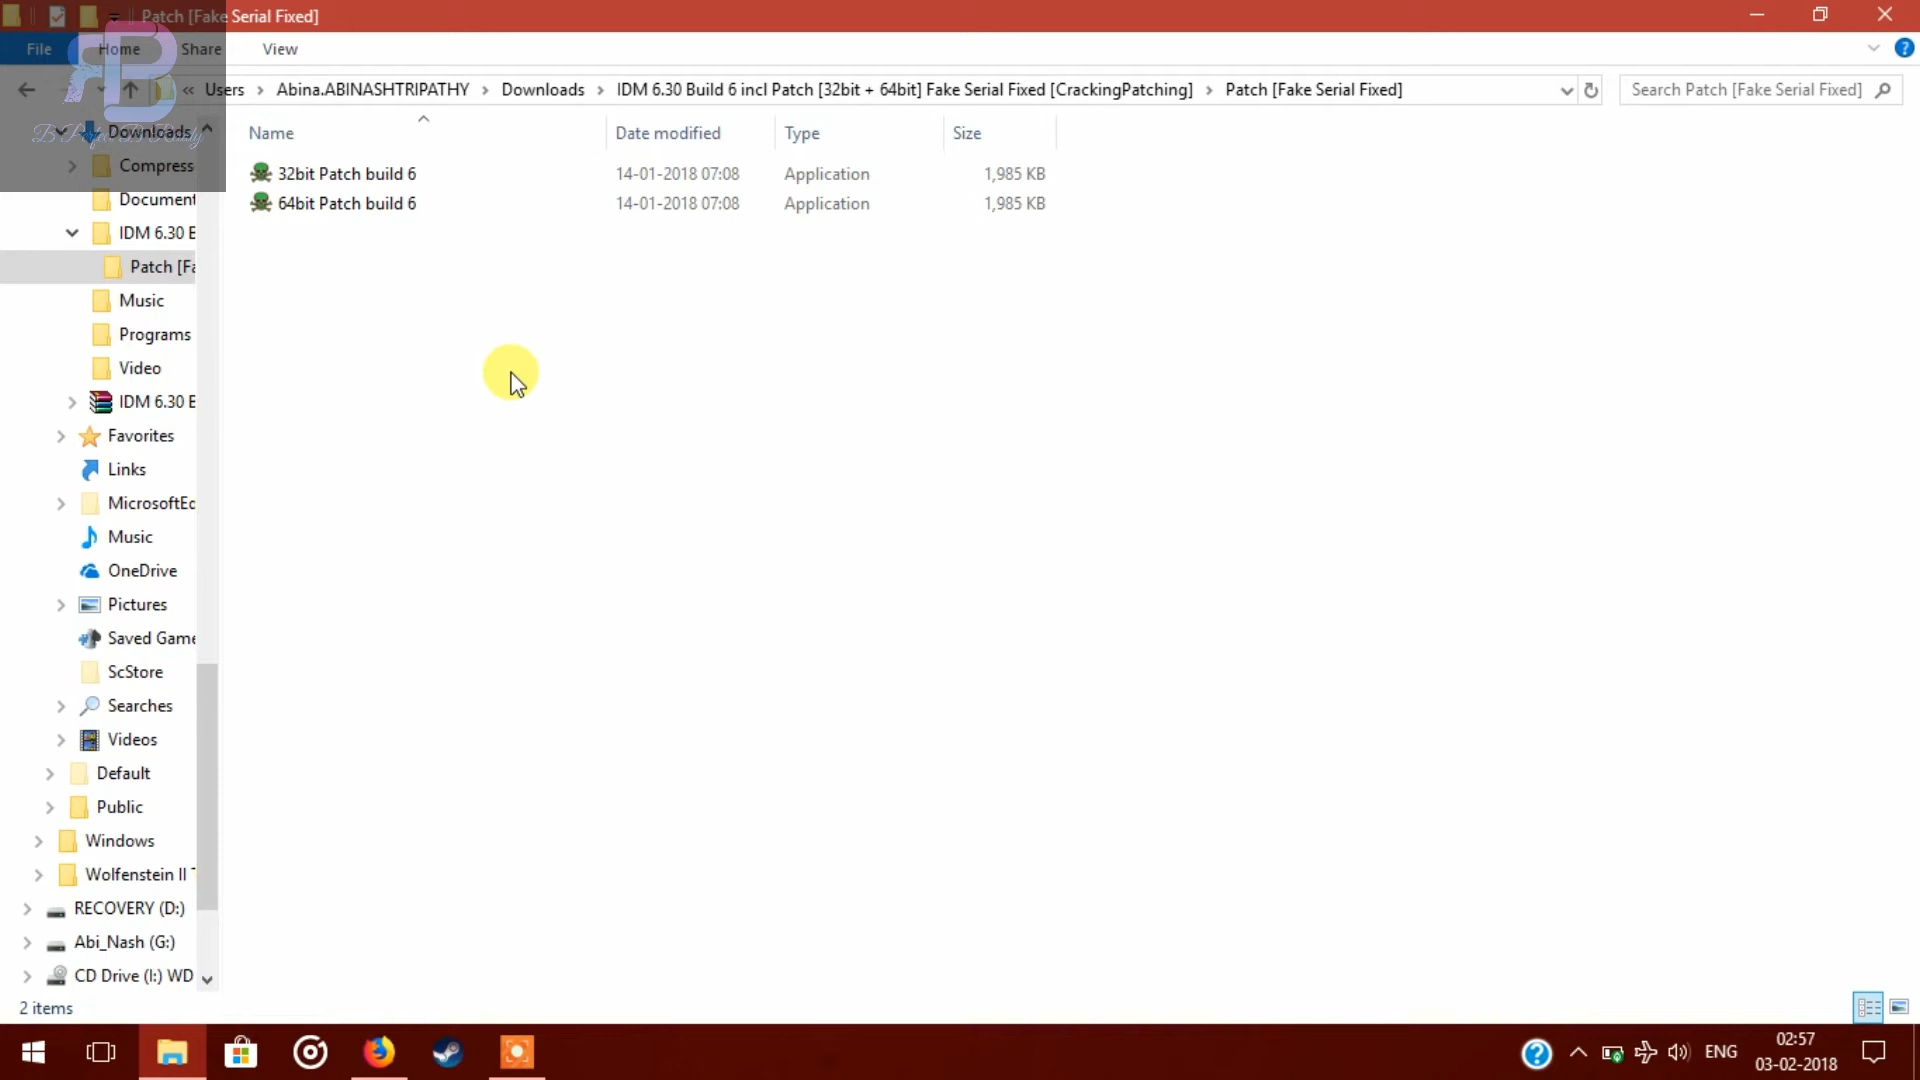 Patch [Fake Serial Fixed]
File Home Share View
« Users > Abina.ABINASHTRIPATHY > Downloads > IDM 6.30 Build 6 incl Patch [32bit + 64bit] Fake Serial Fixed [CrackingPatching] > Patch [Fake Serial Fixed]
Search Patch [Fake Serial Fixed]
Name Date modified Type Size
32bit Patch build 6 14-01-2018 07:08 Application 1,985 KB
64bit Patch build 6 14-01-2018 07:08 Application 1,985 KB
Downloads
Compress
Document
IDM 6.30 B
Patch [Fa
Music
Programs
Video
IDM 6.30 B
Favorites
Links
MicrosoftEd
Music
OneDrive
Pictures
Saved Game
ScStore
Searches
Videos
Default
Public
Windows
Wolfenstein II T
RECOVERY (D:)
Abi_Nash (G:)
CD Drive (I:) WD
2 items
ENG
02:57
03-02-2018